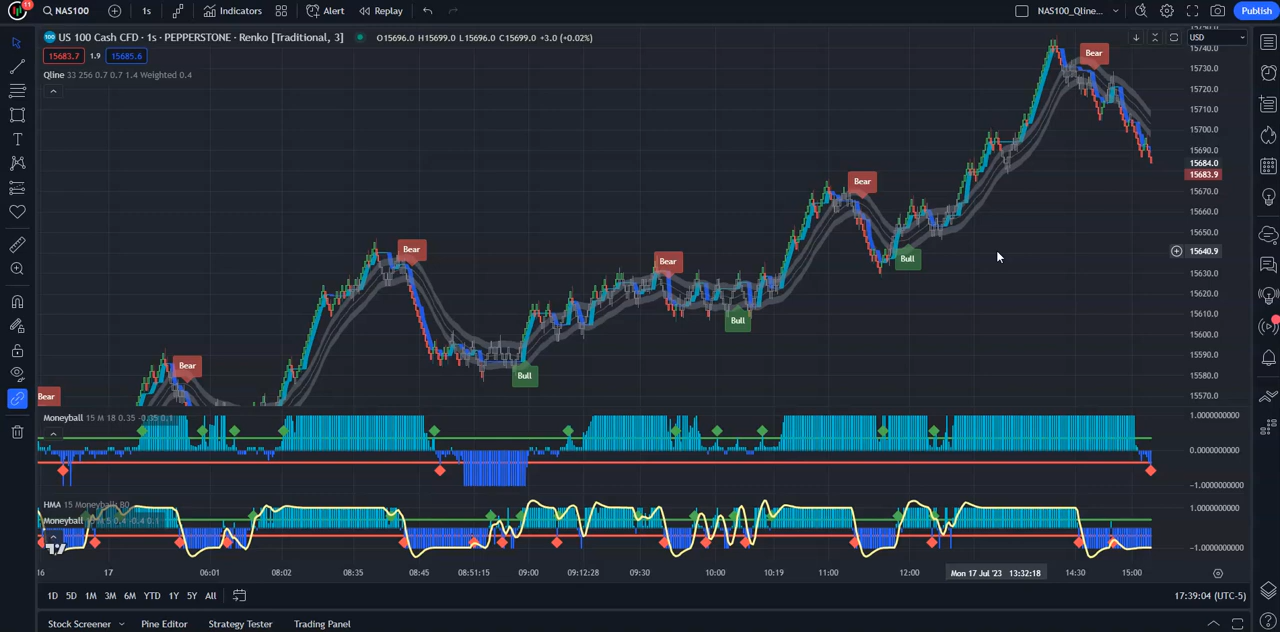 11
NAS100
1s
Indicators
Alert
Replay
NAS100_Qline...
Publish
US 100 Cash CFD · 1s · PEPPERSTONE · Renko [Traditional, 3]
O15696.0 H15699.0 L15696.0 C15699.0 +3.0 (+0.02%)
USD
15683.7
1.9
15685.6
Qline 33 256 0.7 0.7 1.4 Weighted 0.4
15740.0
15730.0
15720.0
15710.0
15700.0
15690.0
15684.0
15683.9
15670.0
15660.0
15650.0
15640.9
15630.0
15620.0
15610.0
15600.0
15590.0
15580.0
15570.0
Bear
Bear
Bear
Bear
Bear
Bear
Bull
Bull
Bull
Moneyball 15 M 18 0.35 -0.35 0.1
1.0000000000
0.0000000000
-1.0000000000
HMA 15 Moneyball: B0
Moneyball
1.0000000000
-1.0000000000
16
17
06:01
08:02
08:35
08:45
08:51:15
09:00
09:12:28
09:30
10:00
10:19
11:00
12:00
Mon 17 Jul '23 13:32:18
14:30
15:00
1D
5D
1M
3M
6M
YTD
1Y
5Y
All
17:39:04 (UTC-5)
Stock Screener
Pine Editor
Strategy Tester
Trading Panel